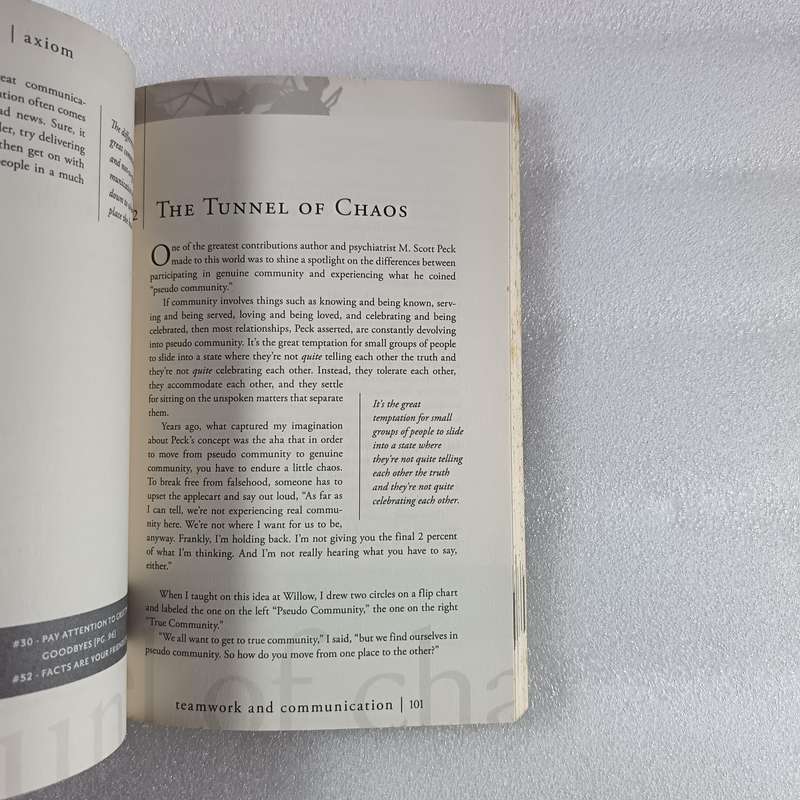 | axiom
eat communica-
tion often comes
ad news. Sure, it
ler, try delivering
then get on with
people in a much
The differ
great com
and
munication
down to
place the
#30 - PAY ATTENTION TO
GOODBYES (PG. 96)
#52 - FACTS ARE YOUR FRIEND
THE TUNNEL OF CHAOS
One of the greatest contributions author and psychiatrist M. Scott Peck
made to this world was to shine a spotlight on the differences between
participating in genuine community and experiencing what he coined
“pseudo community.”
If community involves things such as knowing and being known, serv-
ing and being served, loving and being loved, and celebrating and being
celebrated, then most relationships, Peck asserted, are constantly devolving
into pseudo community. It’s the great temptation for small groups of people
to slide into a state where they’re not quite telling each other the truth and
they’re not quite celebrating each other. Instead, they tolerate each other,
they accommodate each other, and they settle
for sitting on the unspoken matters that separate
them.
Years ago, what captured my imagination
about Peck’s concept was the aha that in order
to move from pseudo community to genuine
community, you have to endure a little chaos.
To break free from falsehood, someone has to
upset the applecart and say out loud, “As far as
I can tell, we’re not experiencing real commu-
nity here. We’re not where I want for us to be,
anyway. Frankly, I’m holding back. I’m not giving you the final 2 percent
of what I’m thinking. And I’m not really hearing what you have to say,
either.”
It’s the great
temptation for small
groups of people to slide
into a state where
they’re not quite telling
each other the truth
and they’re not quite
celebrating each other.
When I taught on this idea at Willow, I drew two circles on a flip chart
and labeled the one on the left “Pseudo Community,” the one on the right
“True Community.”
“We all want to get to true community,” I said, “but we find ourselves in
pseudo community. So how do you move from one place to the other?”
teamwork and communication | 101